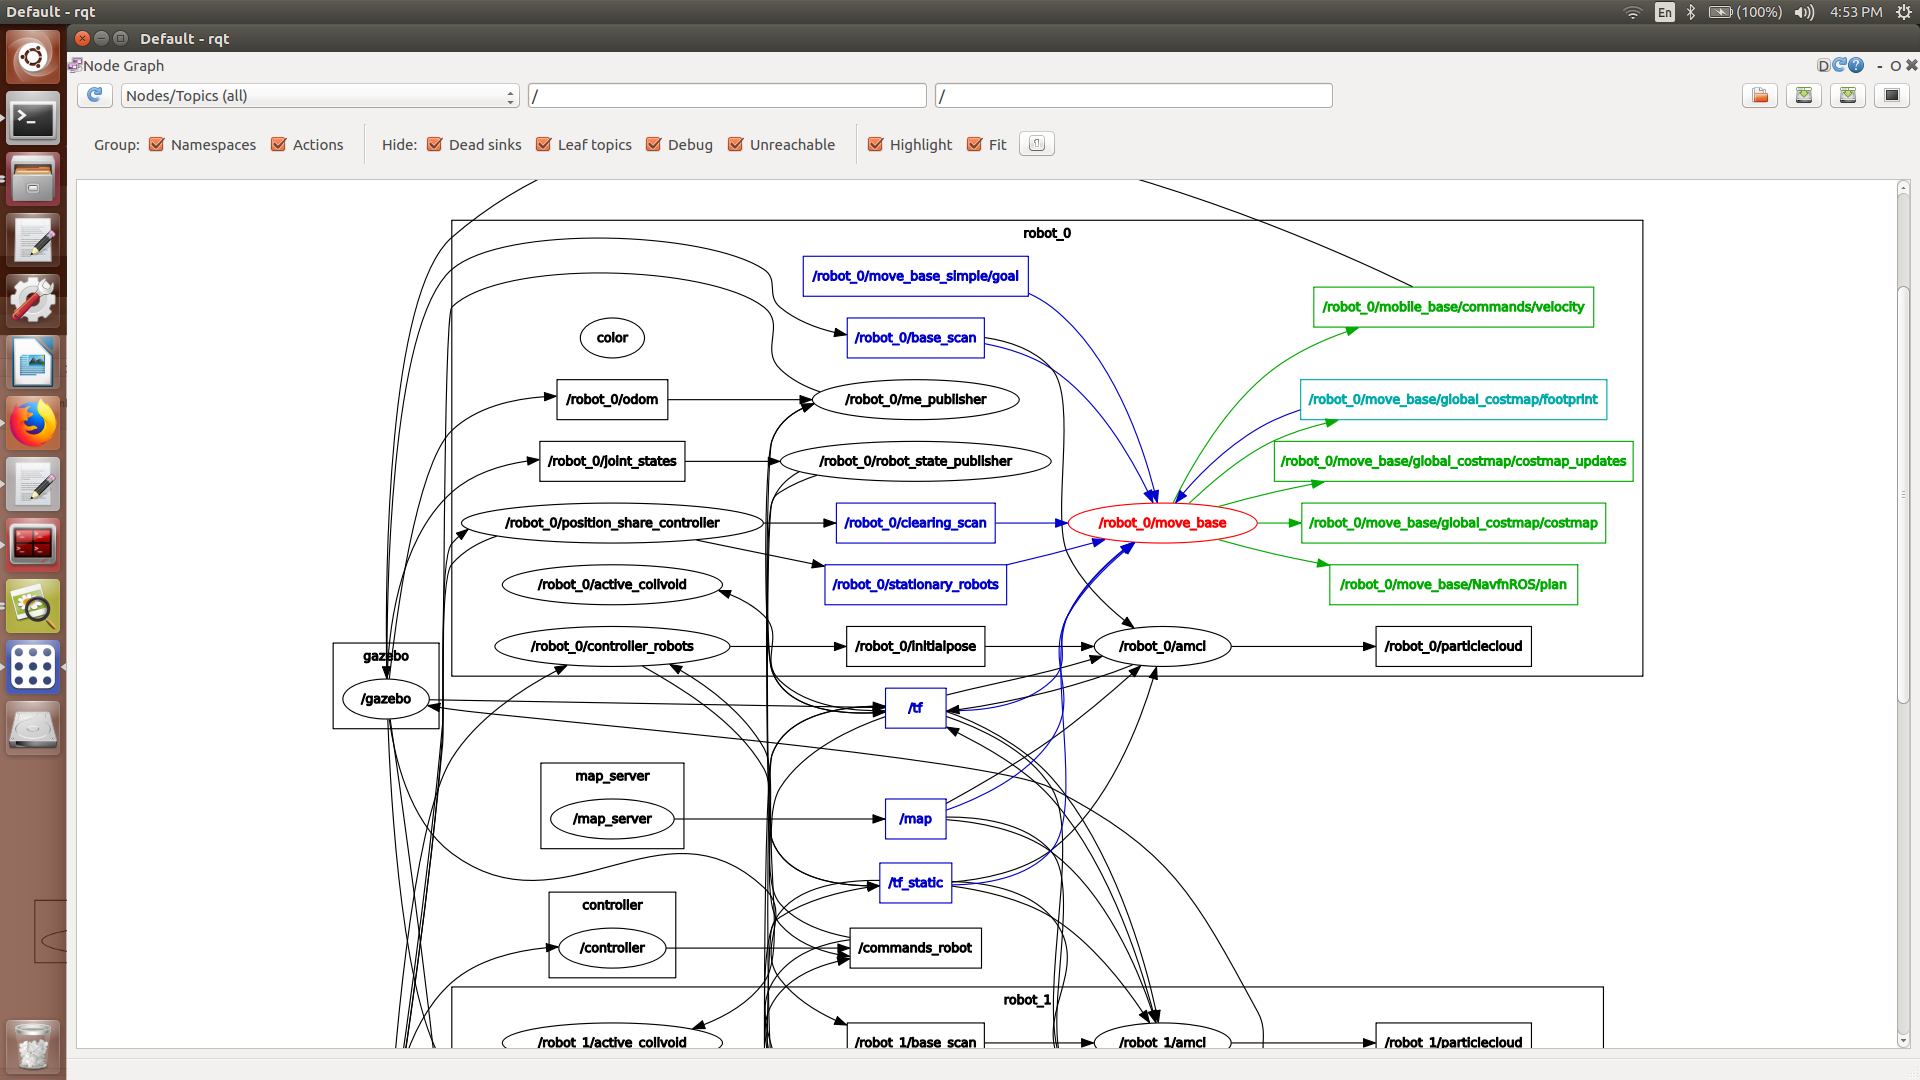 Default - rqt
En
(100%)
4:53 PM
Default - rqt
Node Graph
D
- O
Nodes/Topics (all)
/
/
Group: Namespaces Actions Hide: Dead sinks Leaf topics Debug Unreachable Highlight Fit
robot_0
/robot_0/move_base_simple/goal
/robot_0/mobile_base/commands/velocity
color
/robot_0/base_scan
/robot_0/odom
/robot_0/me_publisher
/robot_0/move_base/global_costmap/footprint
/robot_0/joint_states
/robot_0/robot_state_publisher
/robot_0/move_base/global_costmap/costmap_updates
/robot_0/position_share_controller
/robot_0/clearing_scan
/robot_0/move_base
/robot_0/move_base/global_costmap/costmap
/robot_0/active_collvoid
/robot_0/stationary_robots
/robot_0/move_base/NavfnROS/plan
/robot_0/controller_robots
/robot_0/initialpose
/robot_0/amcl
/robot_0/particlecloud
gazebo
/gazebo
/tf
map_server
/map_server
/map
/tf_static
controller
/controller
/commands_robot
robot_1
/robot_1/active_collvoid
/robot_1/base_scan
/robot_1/amcl
/robot_1/particlecloud